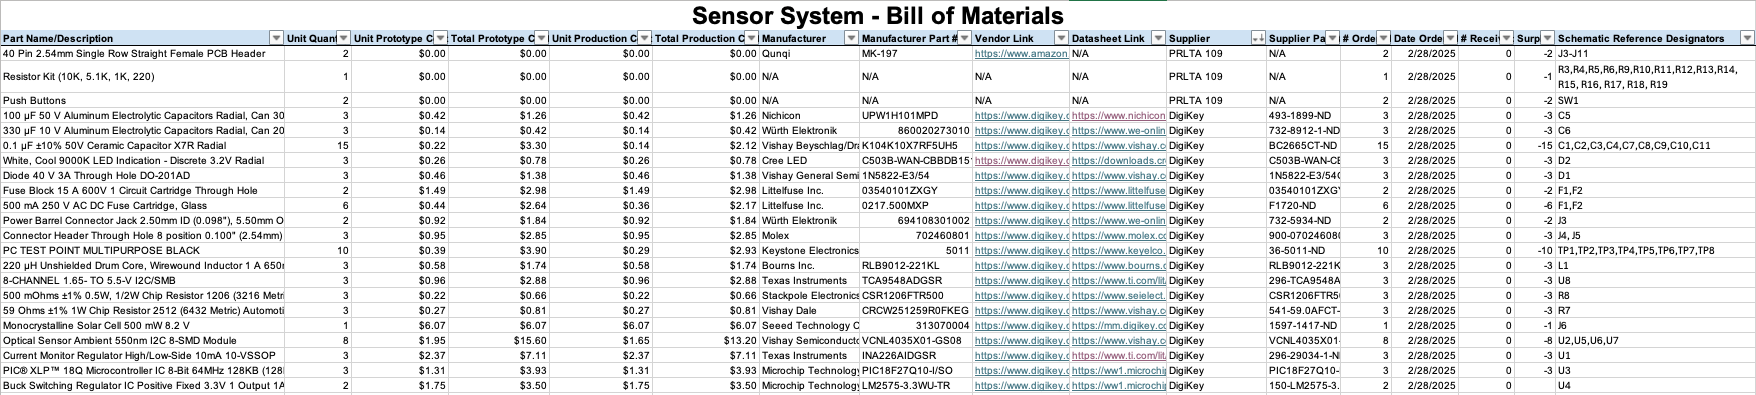 Sensor System - Bill of Materials
Part Name/Description Unit Quant Unit Prototype C Total Prototype C Unit Production C Total Production C Manufacturer Manufacturer Part # Vendor Link Datasheet Link Supplier Supplier Pa # Orde Date Orde # Recei Surp Schematic Reference Designators
40 Pin 2.54mm Single Row Straight Female PCB Header 2 $0.00 $0.00 $0.00 $0.00 Qunqi MK-197 https://www.amazon N/A PRLTA 109 N/A 2 2/28/2025 0 -2 J3-J11
Resistor Kit (10K, 5.1K, 1K, 220) 1 $0.00 $0.00 $0.00 $0.00 N/A N/A N/A N/A PRLTA 109 N/A 1 2/28/2025 0 -1 R3,R4,R5,R6,R9,R10,R11,R12,R13,R14,
R15, R16, R17, R18, R19
Push Buttons 2 $0.00 $0.00 $0.00 $0.00 N/A N/A N/A N/A PRLTA 109 N/A 2 2/28/2025 0 -2 SW1
100 µF 50 V Aluminum Electrolytic Capacitors Radial, Can 30 3 $0.42 $1.26 $0.42 $1.26 Nichicon UPW1H101MPD https://www.digikey.c https://www.nichicon DigiKey 493-1899-ND 3 2/28/2025 0 -3 C5
330 µF 10 V Aluminum Electrolytic Capacitors Radial, Can 20 3 $0.14 $0.42 $0.14 $0.42 Würth Elektronik 860020273010 https://www.digikey.c https://www.we-onlin DigiKey 732-8912-1-ND 3 2/28/2025 0 -3 C6
0.1 µF ±10% 50V Ceramic Capacitor X7R Radial 15 $0.22 $3.30 $0.14 $2.12 Vishay Beyschlag/Dra K104K10X7RF5UH5 https://www.digikey.c https://www.vishay.c DigiKey BC2665CT-ND 15 2/28/2025 0 -15 C1,C2,C3,C4,C7,C8,C9,C10,C11
White, Cool 9000K LED Indication - Discrete 3.2V Radial 3 $0.26 $0.78 $0.26 $0.78 Cree LED C503B-WAN-CBBDB15 https://www.digikey.c https://downloads.cr DigiKey C503B-WAN-CB 3 2/28/2025 0 -3 D2
Diode 40 V 3A Through Hole DO-201AD 3 $0.46 $1.38 $0.46 $1.38 Vishay General Semi 1N5822-E3/54 https://www.digikey.c https://www.vishay.c DigiKey 1N5822-E3/54G 3 2/28/2025 0 -3 D1
Fuse Block 15 A 600V 1 Circuit Cartridge Through Hole 2 $1.49 $2.98 $1.49 $2.98 Littelfuse Inc. 03540101ZXGY https://www.digikey.c https://www.littelfuse DigiKey 03540101ZXG 2 2/28/2025 0 -2 F1,F2
500 mA 250 V AC DC Fuse Cartridge, Glass 6 $0.44 $2.64 $0.36 $2.17 Littelfuse Inc. 0217.500MXP https://www.digikey.c https://www.littelfuse DigiKey F1720-ND 6 2/28/2025 0 -6 F1,F2
Power Barrel Connector Jack 2.50mm ID (0.098"), 5.50mm O 2 $0.92 $1.84 $0.92 $1.84 Würth Elektronik 694108301002 https://www.digikey.c https://www.we-onlin DigiKey 732-5934-ND 2 2/28/2025 0 -2 J3
Connector Header Through Hole 8 position 0.100" (2.54mm) 3 $0.95 $2.85 $0.95 $2.85 Molex 702460801 https://www.digikey.c https://www.molex.cc DigiKey 900-070246080 3 2/28/2025 0 -3 J4, J5
PC TEST POINT MULTIPURPOSE BLACK 10 $0.39 $3.90 $0.29 $2.93 Keystone Electronics 5011 https://www.digikey.c https://www.keyelco. DigiKey 36-5011-ND 10 2/28/2025 0 -10 TP1,TP2,TP3,TP4,TP5,TP6,TP7,TP8
220 µH Unshielded Drum Core, Wirewound Inductor 1 A 650 3 $0.58 $1.74 $0.58 $1.74 Bourns Inc. RLB9012-221KL https://www.digikey.c https://www.bourns. DigiKey RLB9012-221K 3 2/28/2025 0 -3 L1
8-CHANNEL 1.65- TO 5.5-V I2C/SMB 3 $0.96 $2.88 $0.96 $2.88 Texas Instruments TCA9548ADGSR https://www.digikey.c https://www.ti.com/lit DigiKey 296-TCA9548A 3 2/28/2025 0 -3 U8
500 mOhms ±1% 0.5W, 1/2W Chip Resistor 1206 (3216 Metri 3 $0.22 $0.66 $0.22 $0.66 Stackpole Electronics CSR1206FTR500 https://www.digikey.c https://www.seielect. DigiKey CSR1206FTR5 3 2/28/2025 0 -3 R8
59 Ohms ±1% 1W Chip Resistor 2512 (6432 Metric) Automoti 3 $0.27 $0.81 $0.27 $0.81 Vishay Dale CRCW251259R0FKEG https://www.digikey.c https://www.vishay.c DigiKey 541-59.0AFCT- 3 2/28/2025 0 -3 R7
Monocrystalline Solar Cell 500 mW 8.2 V 1 $6.07 $6.07 $6.07 $6.07 Seeed Technology C 313070004 https://www.digikey.c https://mm.digikey.cc DigiKey 1597-1417-ND 1 2/28/2025 0 -1 J6
Optical Sensor Ambient 550nm I2C 8-SMD Module 8 $1.95 $15.60 $1.65 $13.20 Vishay Semiconducto VCNL4035X01-GS08 https://www.digikey.c https://www.vishay.c DigiKey VCNL4035X01- 8 2/28/2025 0 -8 U2,U5,U6,U7
Current Monitor Regulator High/Low-Side 10mA 10-VSSOP 3 $2.37 $7.11 $2.37 $7.11 Texas Instruments INA226AIDGSR https://www.digikey.c https://www.ti.com/lit DigiKey 296-29034-1-N 3 2/28/2025 0 -3 U1
PIC® XLP™ 18Q Microcontroller IC 8-Bit 64MHz 128KB (128 3 $1.31 $3.93 $1.31 $3.93 Microchip Technology PIC18F27Q10-I/SO https://www.digikey.c https://ww1.microchip DigiKey PIC18F27Q10- 3 2/28/2025 0 -3 U3
Buck Switching Regulator IC Positive Fixed 3.3V 1 Output 1A 2 $1.75 $3.50 $1.75 $3.50 Microchip Technology LM2575-3.3WU-TR https://www.digikey.c https://ww1.microchip DigiKey 150-LM2575-3. 2 2/28/2025 0 -2 U4